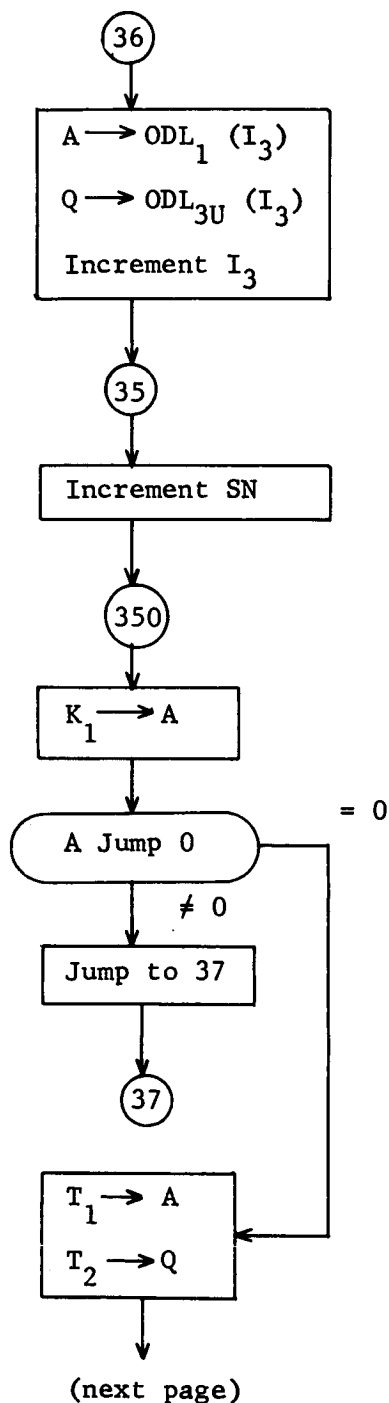 36
A → ODL₁ (I₃)
Q → ODL₃U (I₃)
Increment I₃
35
Increment SN
350
K₁ → A
= 0
A Jump 0
≠ 0
Jump to 37
37
T₁ → A
T₂ → Q
(next page)